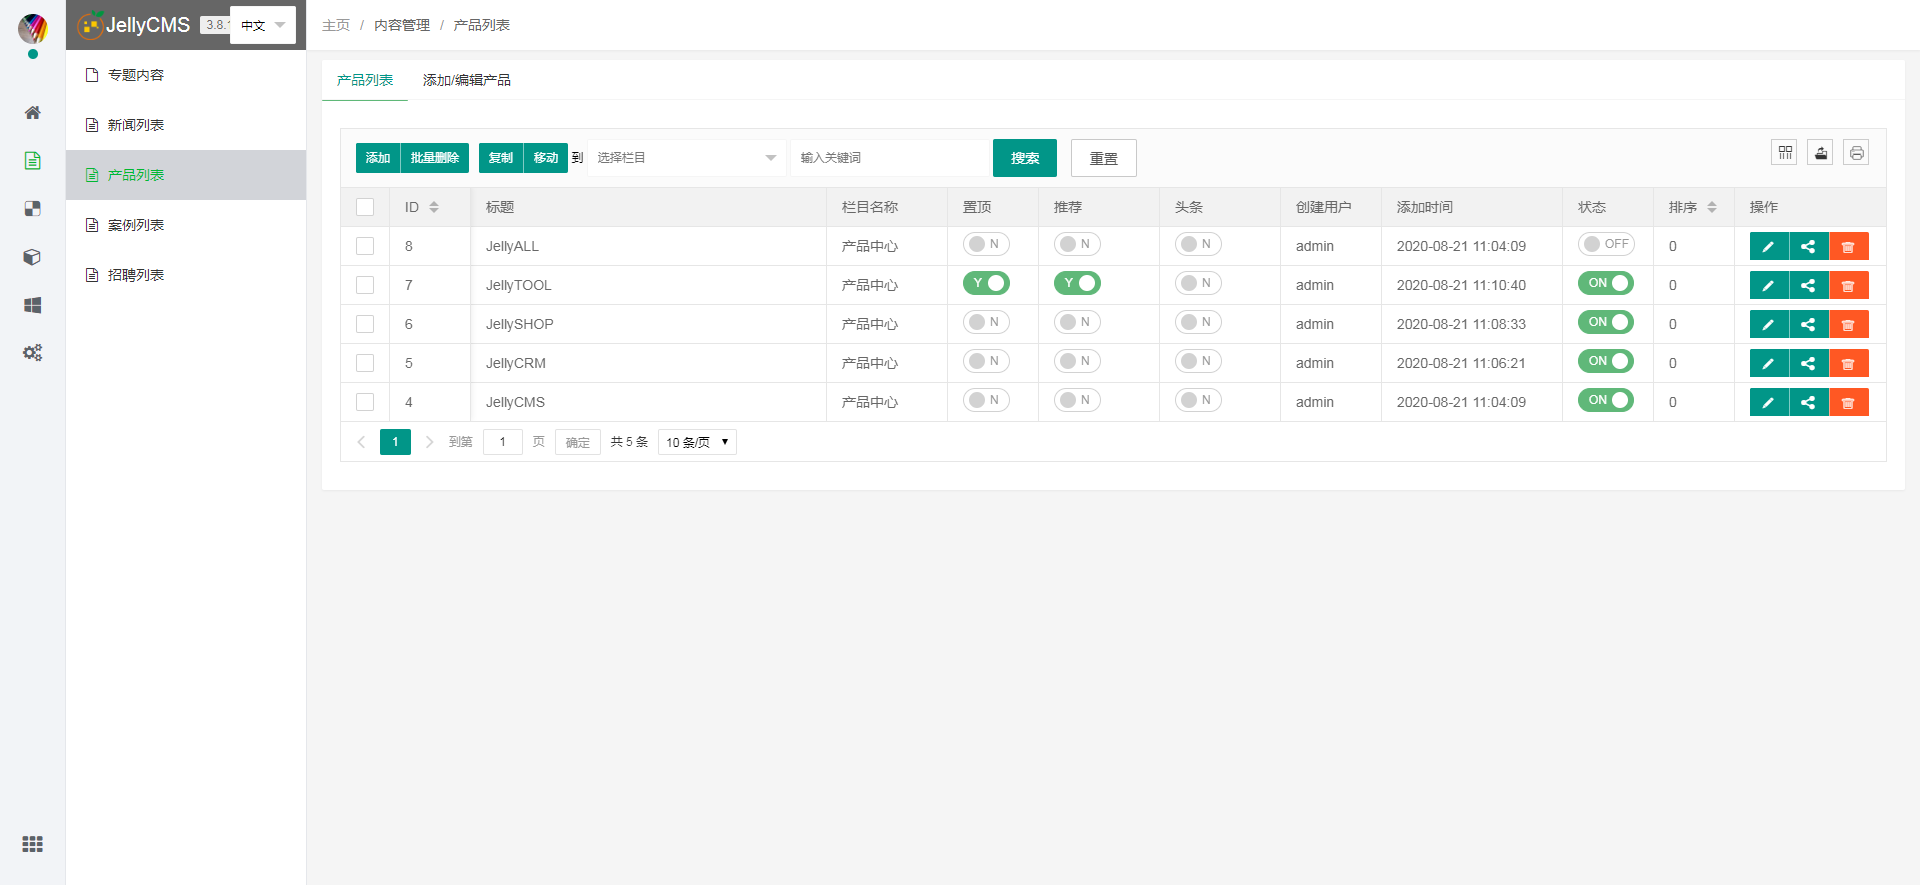 JellyCMS 3.8. 中文
主页 / 内容管理 / 产品列表
专题内容
新闻列表
产品列表
案例列表
招聘列表
产品列表 添加/编辑产品
添加 批量删除 复制 移动 到 选择栏目 输入关键词 搜索 重置
ID 标题 栏目名称 置顶 推荐 头条 创建用户 添加时间 状态 排序 操作
8 JellyALL 产品中心 N N N admin 2020-08-21 11:04:09 OFF 0
7 JellyTOOL 产品中心 Y Y N admin 2020-08-21 11:10:40 ON 0
6 JellySHOP 产品中心 N N N admin 2020-08-21 11:08:33 ON 0
5 JellyCRM 产品中心 N N N admin 2020-08-21 11:06:21 ON 0
4 JellyCMS 产品中心 N N N admin 2020-08-21 11:04:09 ON 0
1 到第 1 页 确定 共 5 条 10 条/页